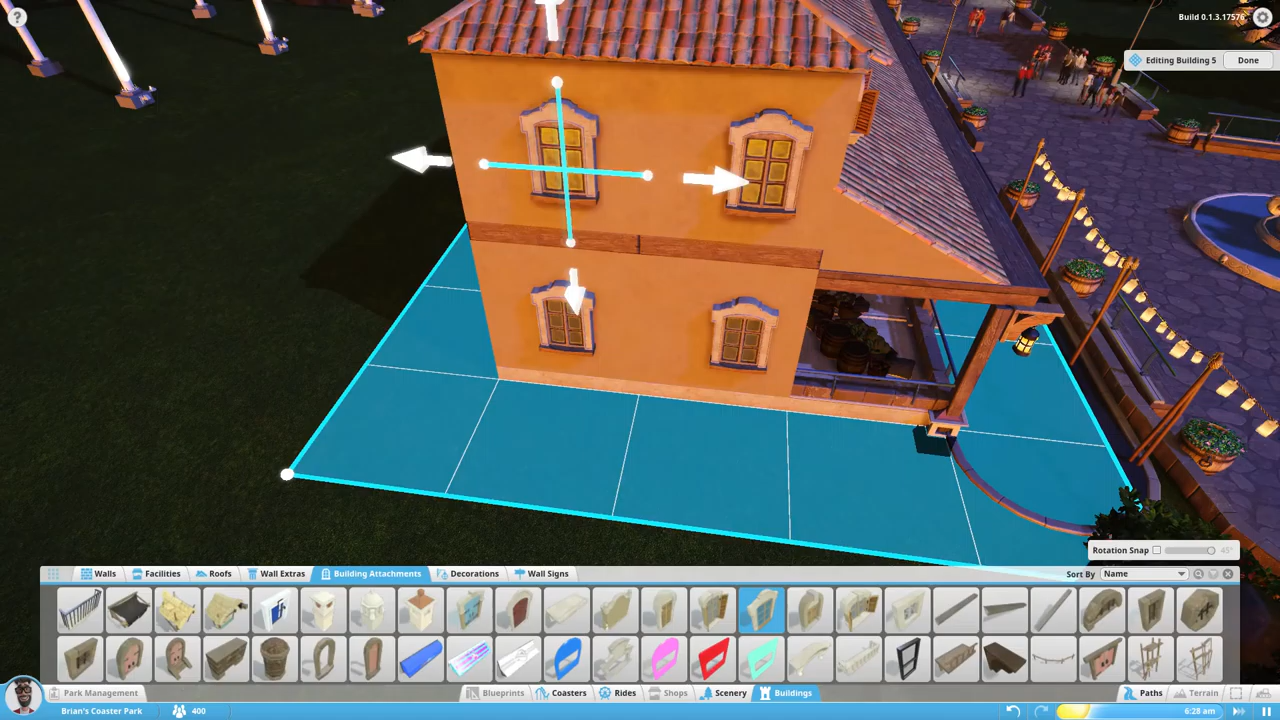 ?
Build 0.1.3.17576
Editing Building 5
Done
Rotation Snap
45°
Walls
Facilities
Roofs
Wall Extras
Building Attachments
Decorations
Wall Signs
Sort By
Name
Park Management
Blueprints
Coasters
Rides
Shops
Scenery
Buildings
Paths
Terrain
Brian's Coaster Park
400
6:28 am